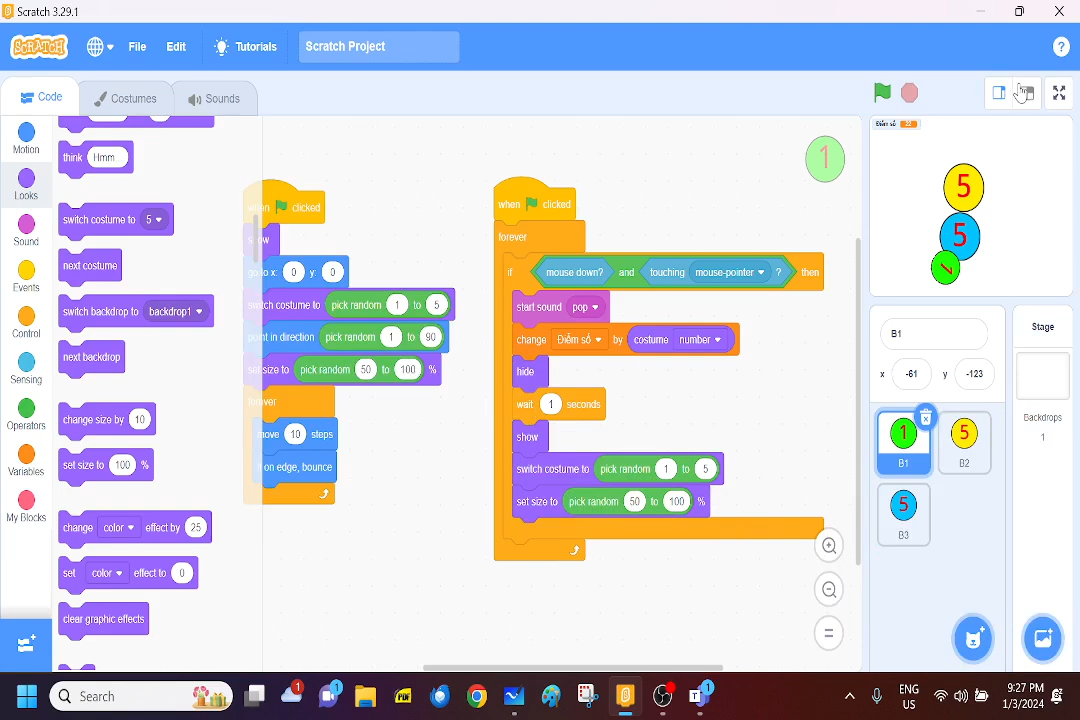 Scratch 3.29.1
SCRATCH
File
Edit
Tutorials
Scratch Project
?
Code
Costumes
Sounds
Motion
Looks
Sound
Events
Control
Sensing
Operators
Variables
My Blocks
think Hmm...
switch costume to 5
next costume
switch backdrop to backdrop1
next backdrop
change size by 10
set size to 100 %
change color effect by 25
set color effect to 0
clear graphic effects
when clicked
show
go to x: 0 y: 0
switch costume to pick random 1 to 5
point in direction pick random 1 to 90
set size to pick random 50 to 100 %
forever
move 10 steps
if on edge, bounce
when clicked
forever
if mouse down? and touching mouse-pointer ? then
start sound pop
change Điểm số by costume number
hide
wait 1 seconds
show
switch costume to pick random 1 to 5
set size to pick random 50 to 100 %
1
Điểm số
5
5
1
B1
x -61 y -123
1
B1
5
B2
5
B3
Stage
Backdrops
1
Search
1
1
PDF
1
ENG
US
9:27 PM
1/3/2024